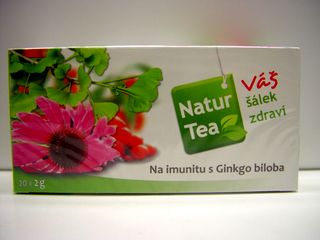 Natur
Tea
Váš
šálek
zdraví
Na imunitu s Ginkgo biloba
20 x 2g